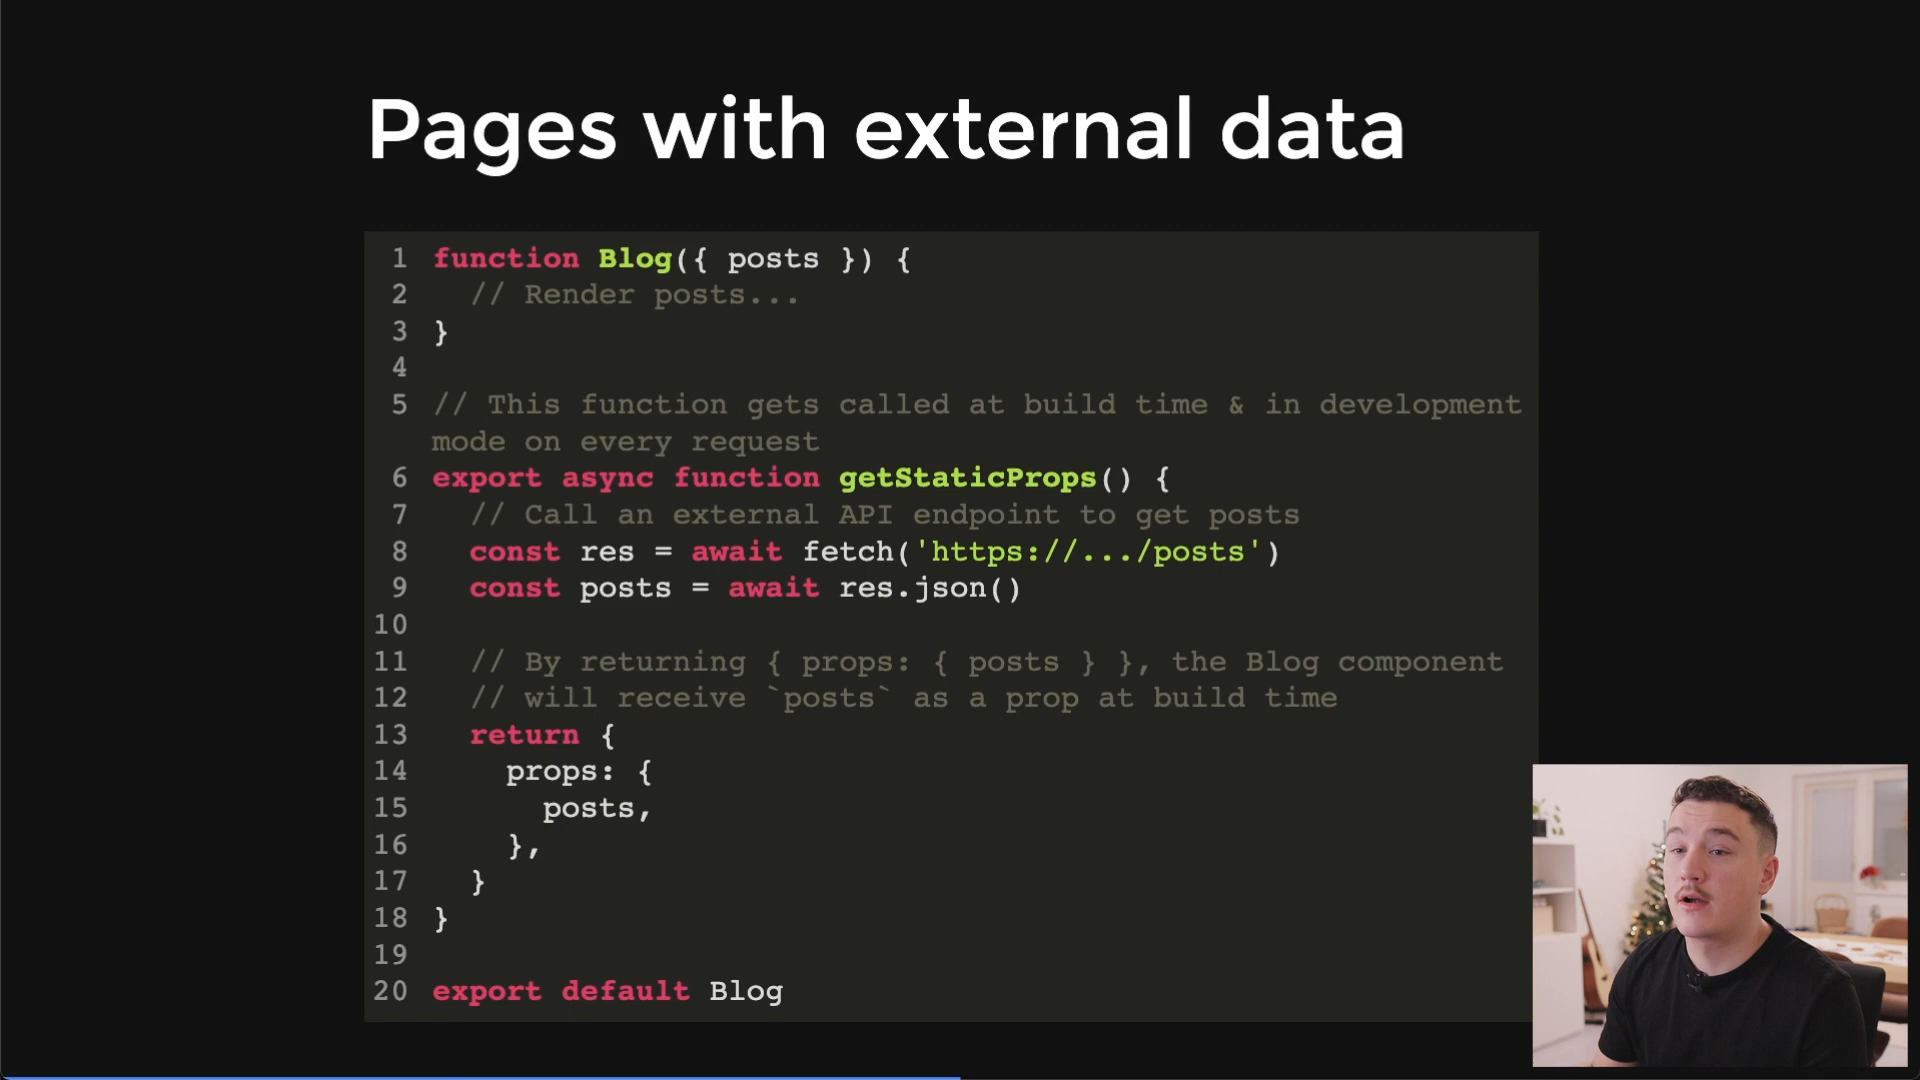 Pages with external data
1 function Blog({ posts }) {
2   // Render posts...
3 }
4
5 // This function gets called at build time & in development
mode on every request
6 export async function getStaticProps() {
7   // Call an external API endpoint to get posts
8   const res = await fetch('https://.../posts')
9   const posts = await res.json()
10
11   // By returning { props: { posts } }, the Blog component
12   // will receive `posts` as a prop at build time
13   return {
14     props: {
15       posts,
16     },
17   }
18 }
19
20 export default Blog